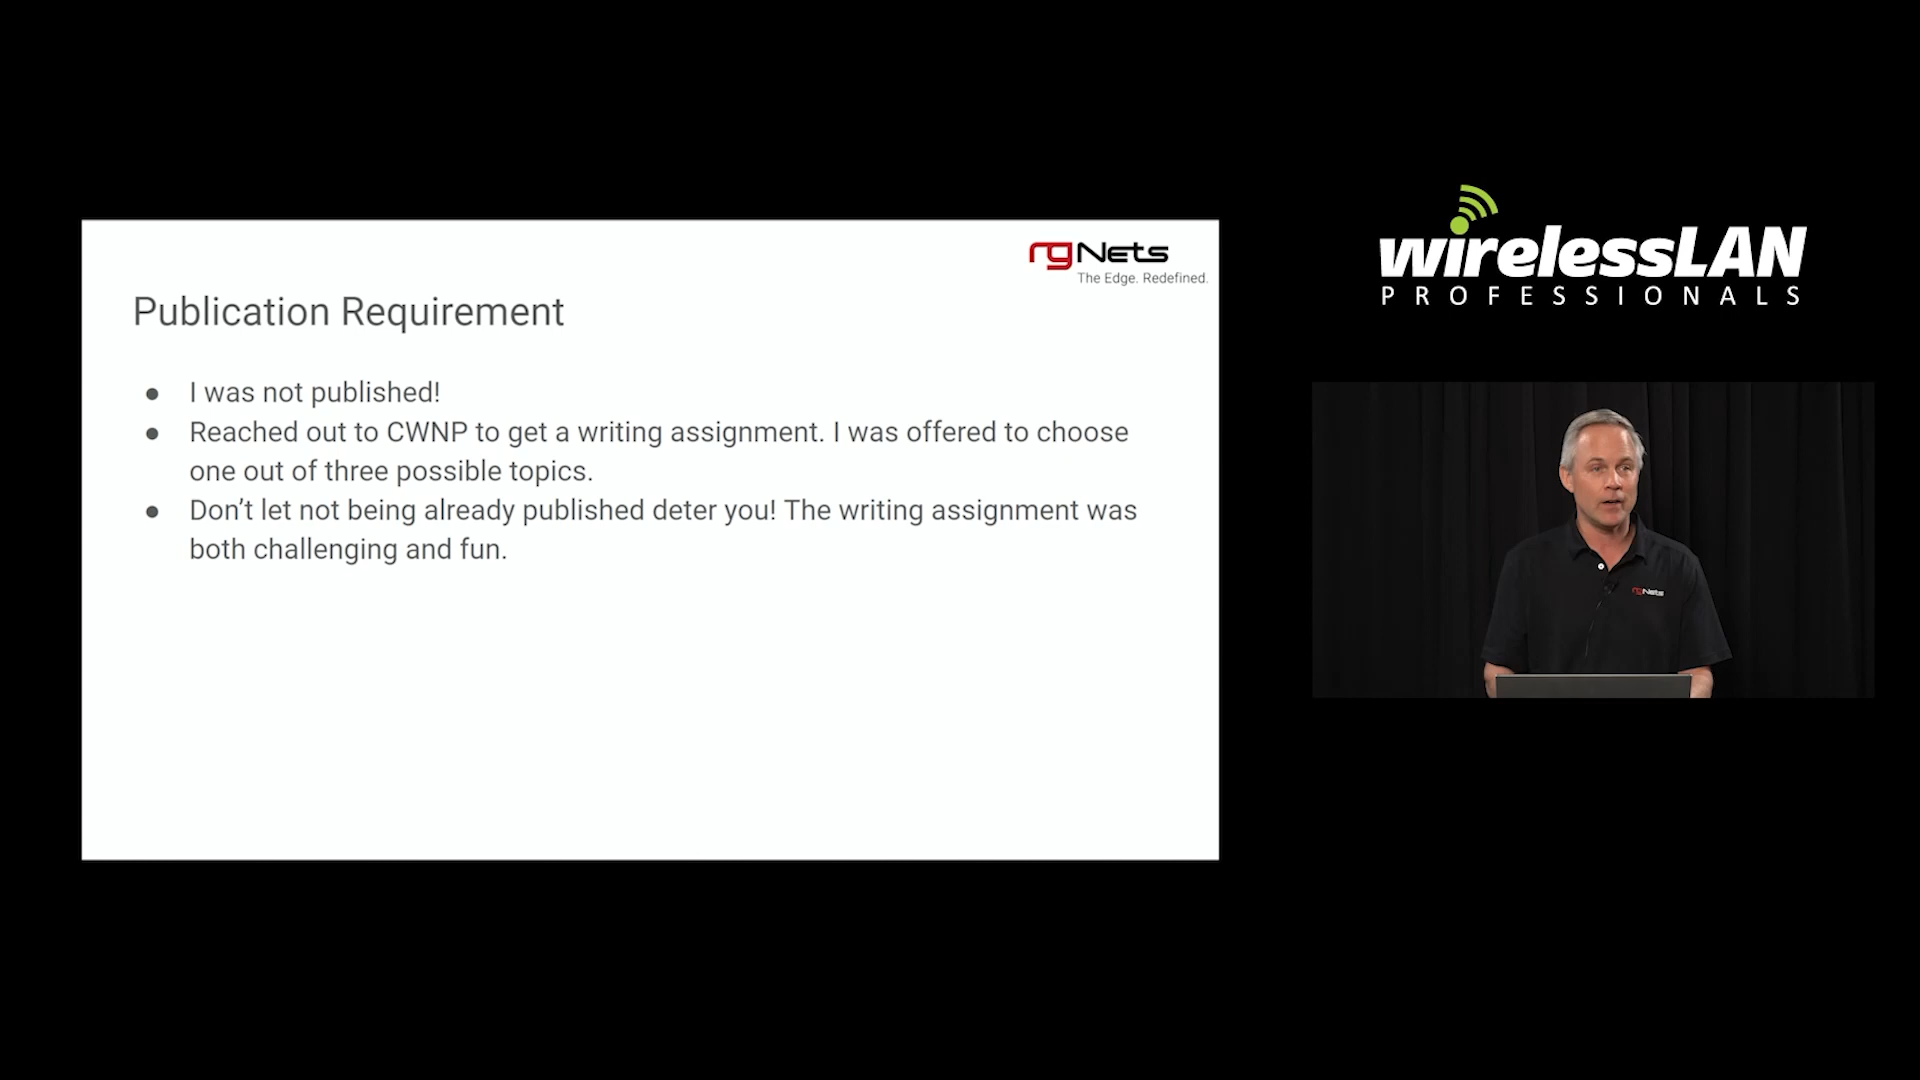 rgNets
The Edge. Redefined.
Publication Requirement
● I was not published!
● Reached out to CWNP to get a writing assignment. I was offered to choose
one out of three possible topics.
● Don’t let not being already published deter you! The writing assignment was
both challenging and fun.
wirelessLAN
PROFESSIONALS
rgNets